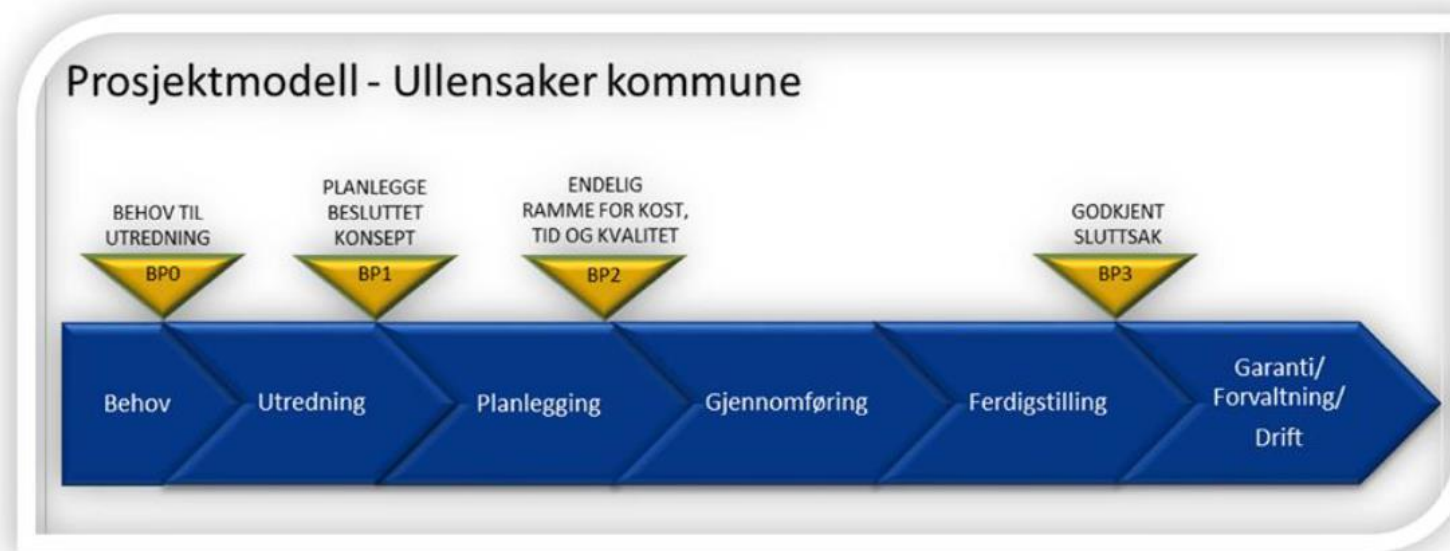 Prosjektmodell - Ullensaker kommune
BEHOV TIL
UTREDNING
BP0
PLANLEGGE
BESLUTTET
KONSEPT
BP1
ENDELIG
RAMME FOR KOST,
TID OG KVALITET
BP2
GODKJENT
SLUTTSAK
BP3
Behov
Utredning
Planlegging
Gjennomføring
Ferdigstilling
Garanti/
Forvaltning/
Drift